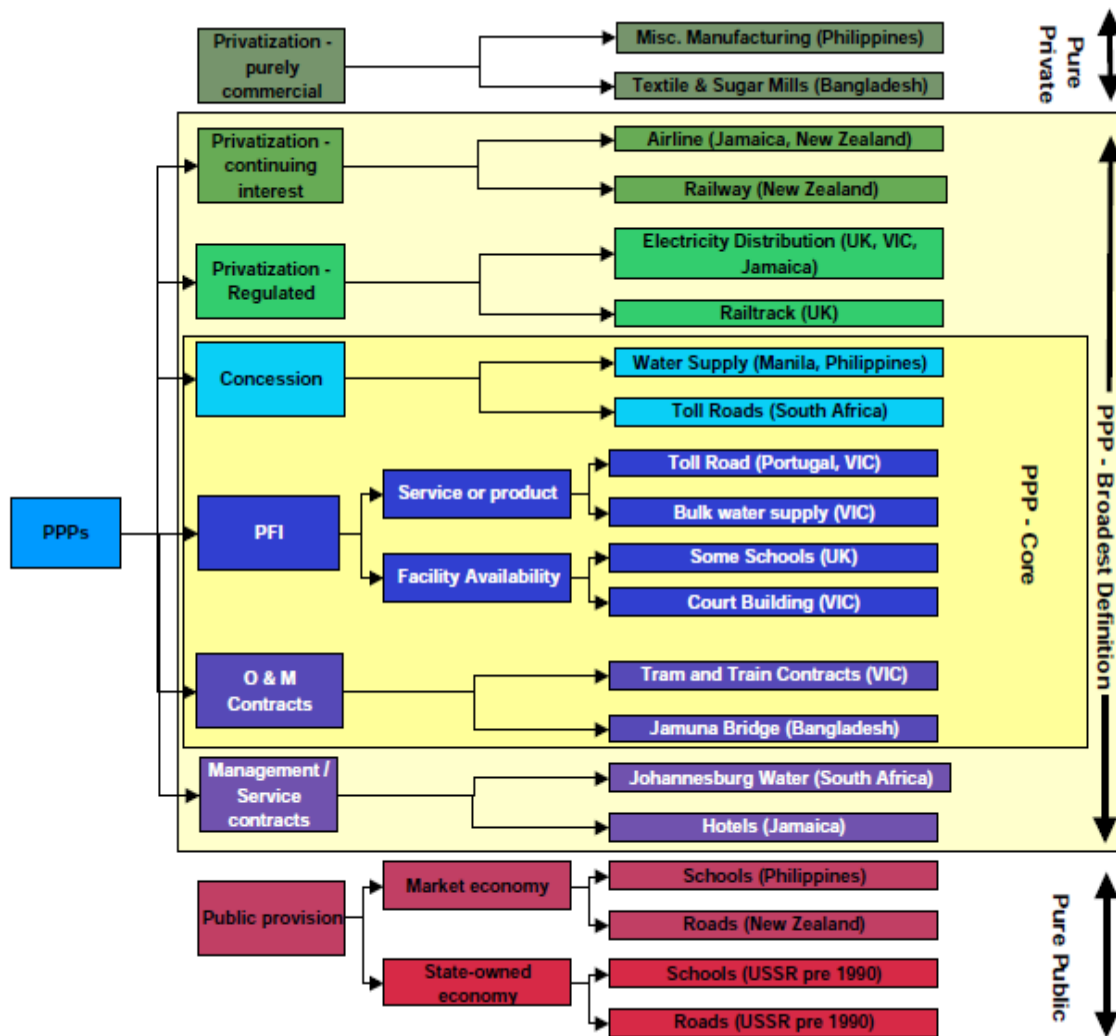 Privatization -
purely
commercial
Misc. Manufacturing (Philippines)
Textile & Sugar Mills (Bangladesh)
Pure
Private
Privatization -
continuing
interest
Airline (Jamaica, New Zealand)
Railway (New Zealand)
Privatization -
Regulated
Electricity Distribution (UK, VIC,
Jamaica)
Railtrack (UK)
PPP - Broadest Definition
Concession
Water Supply (Manila, Philippines)
Toll Roads (South Africa)
PPP - Core
PPPs
PFI
Service or product
Toll Road (Portugal, VIC)
Bulk water supply (VIC)
Facility Availability
Some Schools (UK)
Court Building (VIC)
O & M
Contracts
Tram and Train Contracts (VIC)
Jamuna Bridge (Bangladesh)
Management /
Service
contracts
Johannesburg Water (South Africa)
Hotels (Jamaica)
Public provision
Market economy
Schools (Philippines)
Roads (New Zealand)
State-owned
economy
Schools (USSR pre 1990)
Roads (USSR pre 1990)
Pure Public